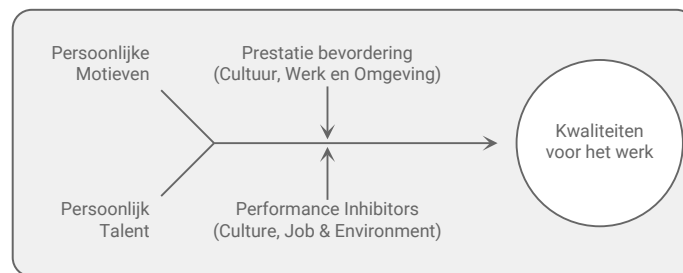 Persoonlijke
Motieven
Prestatie bevordering
(Cultuur, Werk en Omgeving)
Kwaliteiten
voor het werk
Persoonlijk
Talent
Performance Inhibitors
(Culture, Job & Environment)